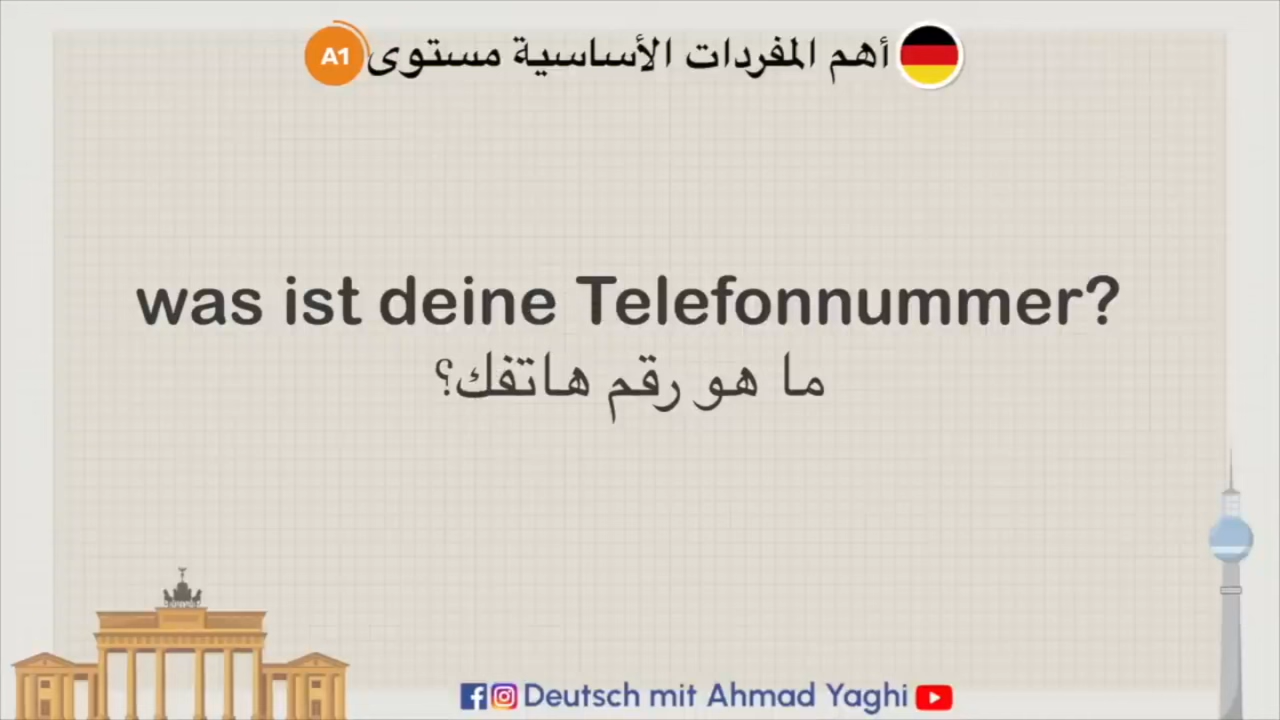 أهم المفردات الأساسية مستوى A1
was ist deine Telefonnummer?
ما هو رقم هاتفك؟
Deutsch mit Ahmad Yaghi